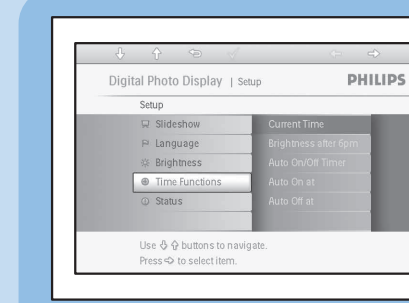 Digital Photo Display | Setup
PHILIPS
Setup
Slideshow
Language
Brightness
Time Functions
Status
Current Time
Brightness after 6pm
Auto On/Off Timer
Auto On at
Auto Off at
Use buttons to navigate.
Press to select item.